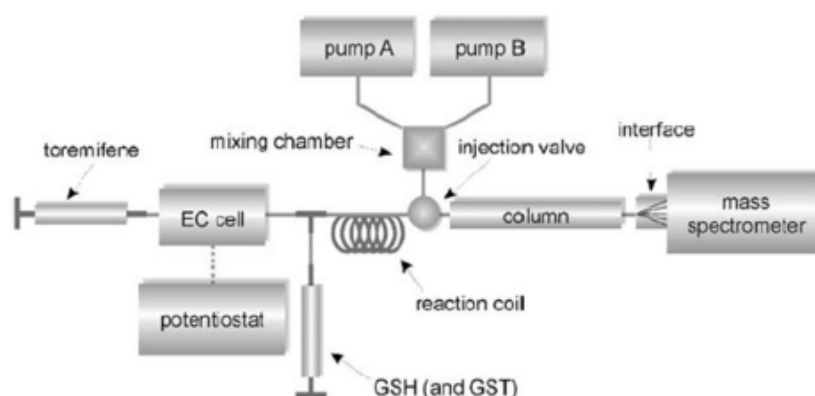 pump A
pump B
mixing chamber
injection valve
interface
toremifene
EC cell
column
mass
spectrometer
reaction coil
potentiostat
GSH (and GST)